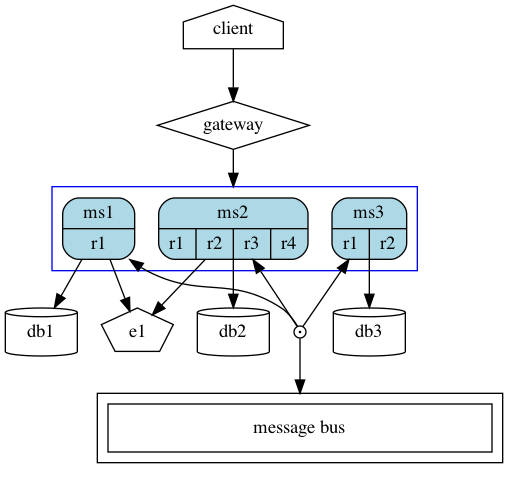 client
gateway
ms1 ms2 ms3
r1 r1 r2 r3 r4 r1 r2
db1 e1 db2 db3
message bus